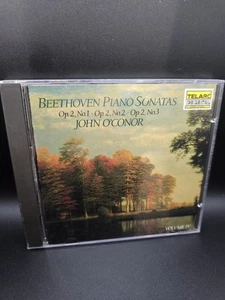 TELARC
BEETHOVEN PIANO SONATAS
Op. 2, No. 1 · Op. 2, No. 2 · Op. 2, No. 3
JOHN O'CONOR